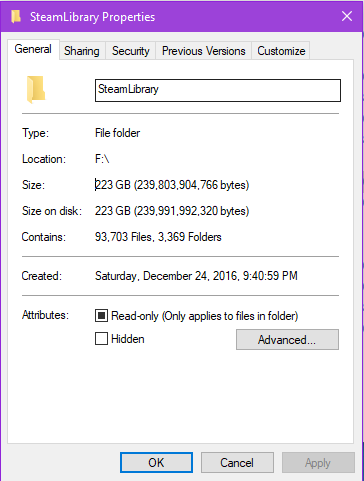 SteamLibrary Properties
General Sharing Security Previous Versions Customize
SteamLibrary
Type: File folder
Location: F:\
Size: 223 GB (239,803,904,766 bytes)
Size on disk: 223 GB (239,991,992,320 bytes)
Contains: 93,703 Files, 3,369 Folders
Created: Saturday, December 24, 2016, 9:40:59 PM
Attributes: Read-only (Only applies to files in folder)
Hidden Advanced...
OK Cancel Apply